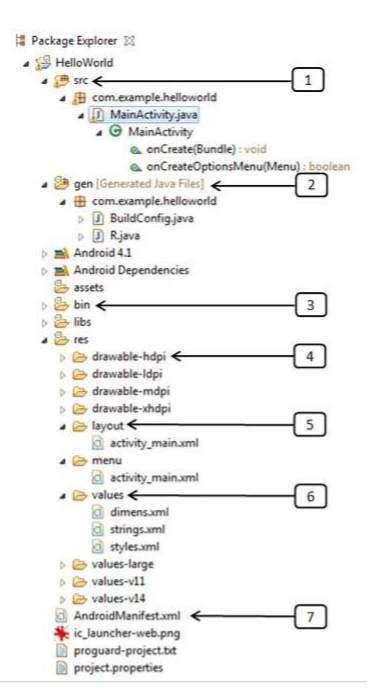 Package Explorer
HelloWorld
src 1
com.example.helloworld
MainActivity.java
MainActivity
onCreate(Bundle) : void
onCreateOptionsMenu(Menu) : boolean
gen [Generated Java Files] 2
com.example.helloworld
BuildConfig.java
R.java
Android 4.1
Android Dependencies
assets
bin 3
libs
res
drawable-hdpi 4
drawable-ldpi
drawable-mdpi
drawable-xhdpi
layout 5
activity_main.xml
menu
activity_main.xml
values 6
dimens.xml
strings.xml
styles.xml
values-large
values-v11
values-v14
AndroidManifest.xml 7
ic_launcher-web.png
proguard-project.txt
project.properties